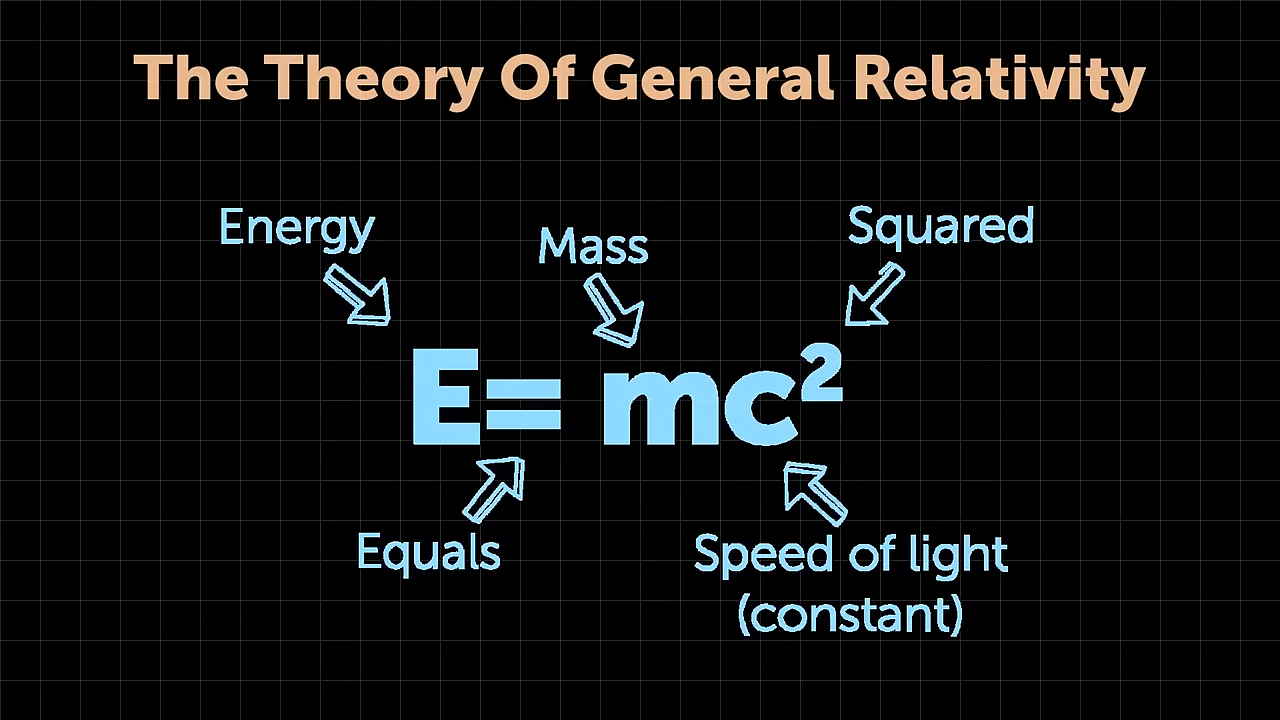 The Theory Of General Relativity
Energy
Mass
Squared
E= mc²
Equals
Speed of light
(constant)